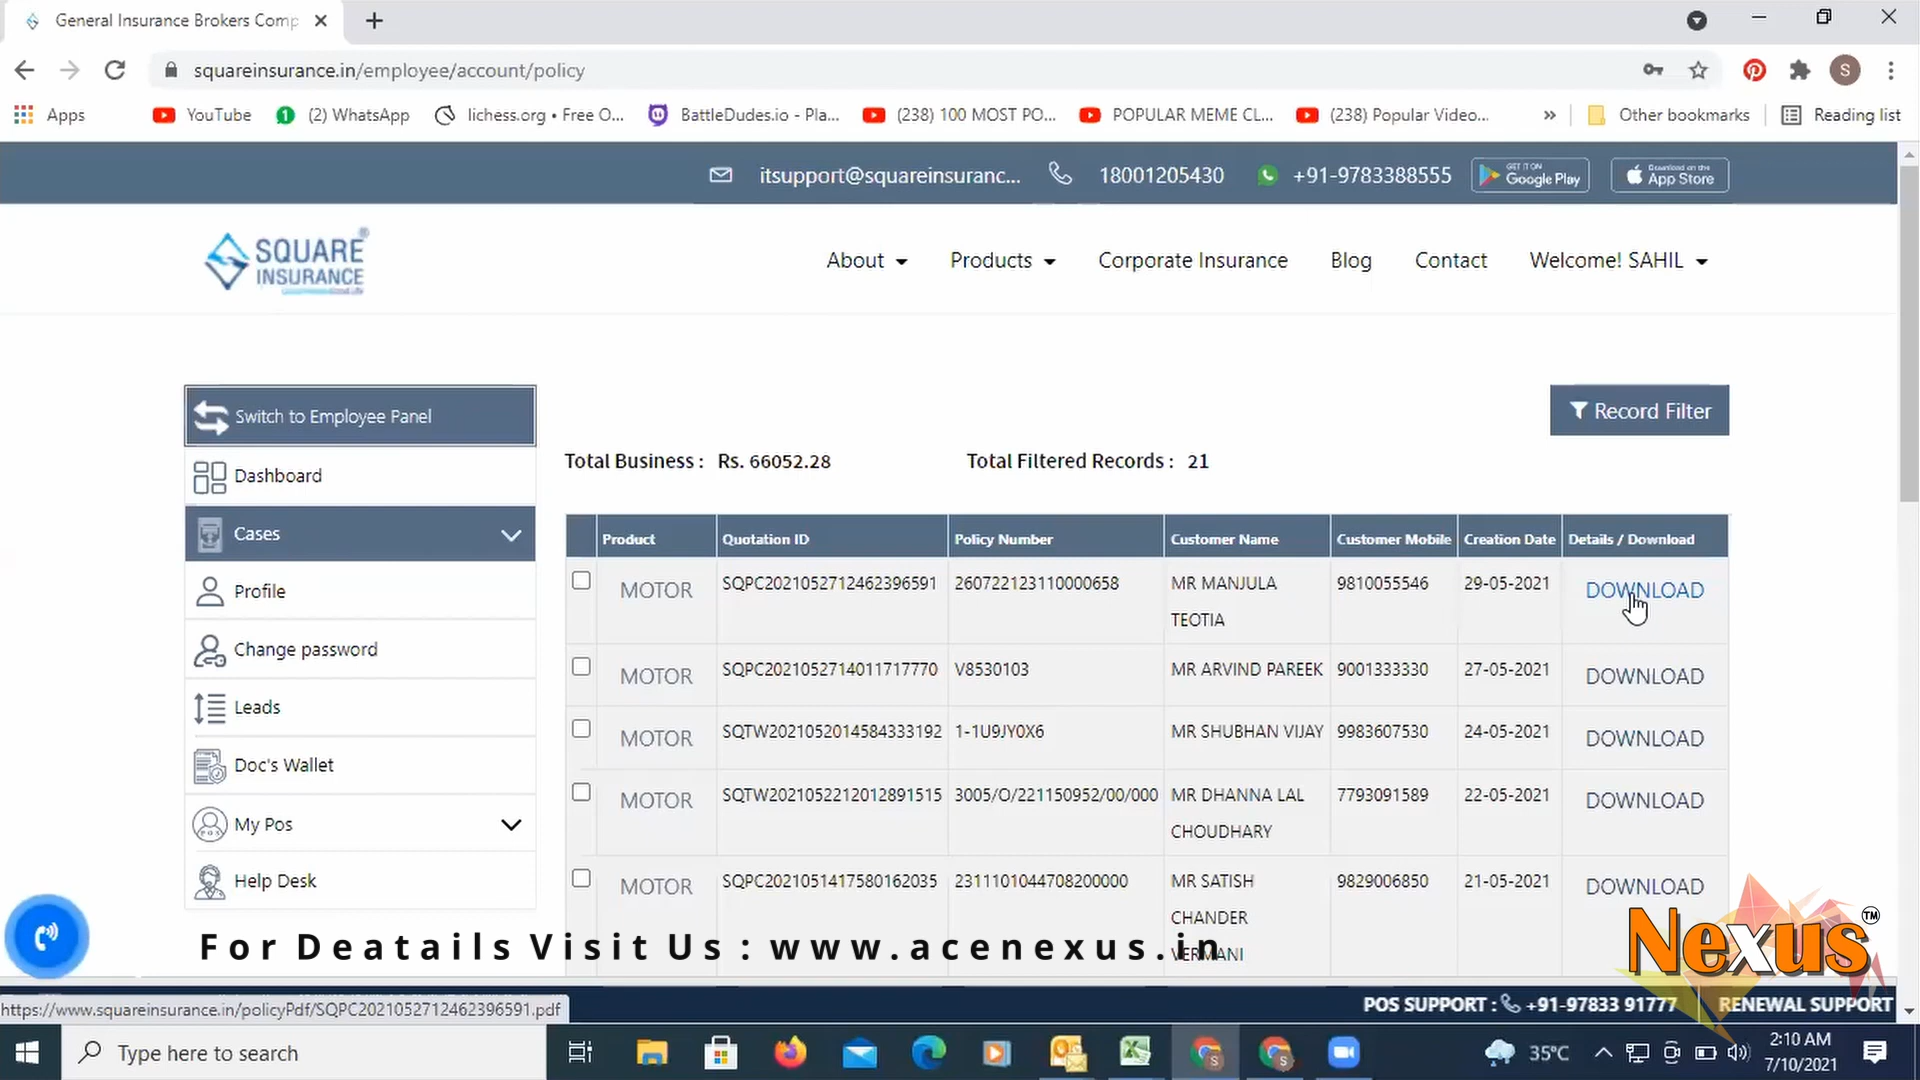 General Insurance Brokers Comp
squareinsurance.in/employee/account/policy
S
Apps
YouTube
(2) WhatsApp
lichess.org • Free O...
BattleDudes.io - Pla...
(238) 100 MOST PO...
POPULAR MEME CL...
(238) Popular Video...
»
Other bookmarks
Reading list
itsupport@squareinsuranc...
18001205430
+91-9783388555
GET IT ON
Google Play
Download on the
App Store
SQUARE®
INSURANCE
About
Products
Corporate Insurance
Blog
Contact
Welcome! SAHIL
Switch to Employee Panel
Dashboard
Cases
Profile
Change password
Leads
Doc's Wallet
My Pos
Help Desk
Record Filter
Total Business : Rs. 66052.28 Total Filtered Records : 21
Product Quotation ID Policy Number Customer Name Customer Mobile Creation Date Details / Download
MOTOR SQPC2021052712462396591 260722123110000658 MR MANJULA TEOTIA 9810055546 29-05-2021 DOWNLOAD
MOTOR SQPC2021052714011717770 V8530103 MR ARVIND PAREEK 9001333330 27-05-2021 DOWNLOAD
MOTOR SQTW2021052014584333192 1-1U9JY0X6 MR SHUBHAN VIJAY 9983607530 24-05-2021 DOWNLOAD
MOTOR SQTW2021052212012891515 3005/O/221150952/00/000 MR DHANNA LAL CHOUDHARY 7793091589 22-05-2021 DOWNLOAD
MOTOR SQPC2021051417580162035 2311101044708200000 MR SATISH CHANDER VERMANI 9829006850 21-05-2021 DOWNLOAD
For Deatails Visit Us : www.acenexus.in
Nexus™
https://www.squareinsurance.in/policyPdf/SQPC2021052712462396591.pdf
POS SUPPORT : +91-97833 91777
RENEWAL SUPPORT
Type here to search
35°C
2:10 AM
7/10/2021